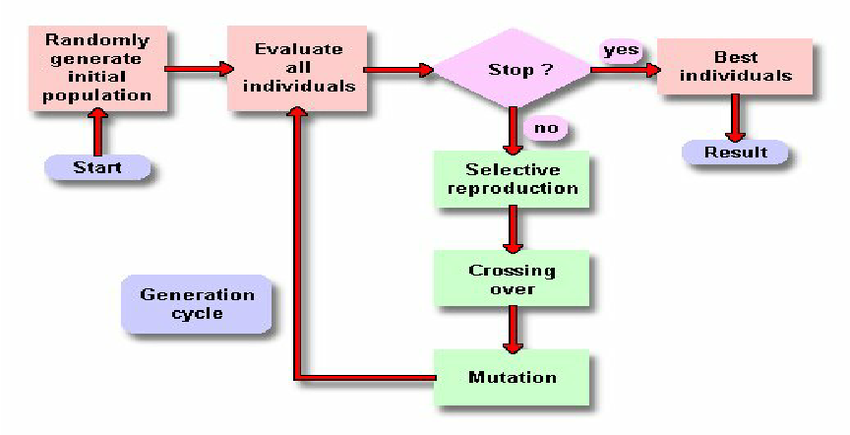 Randomly
generate
initial
population
Evaluate
all
individuals
Stop ?
yes
Best
individuals
no
Start
Result
Selective
reproduction
Crossing
over
Generation
cycle
Mutation